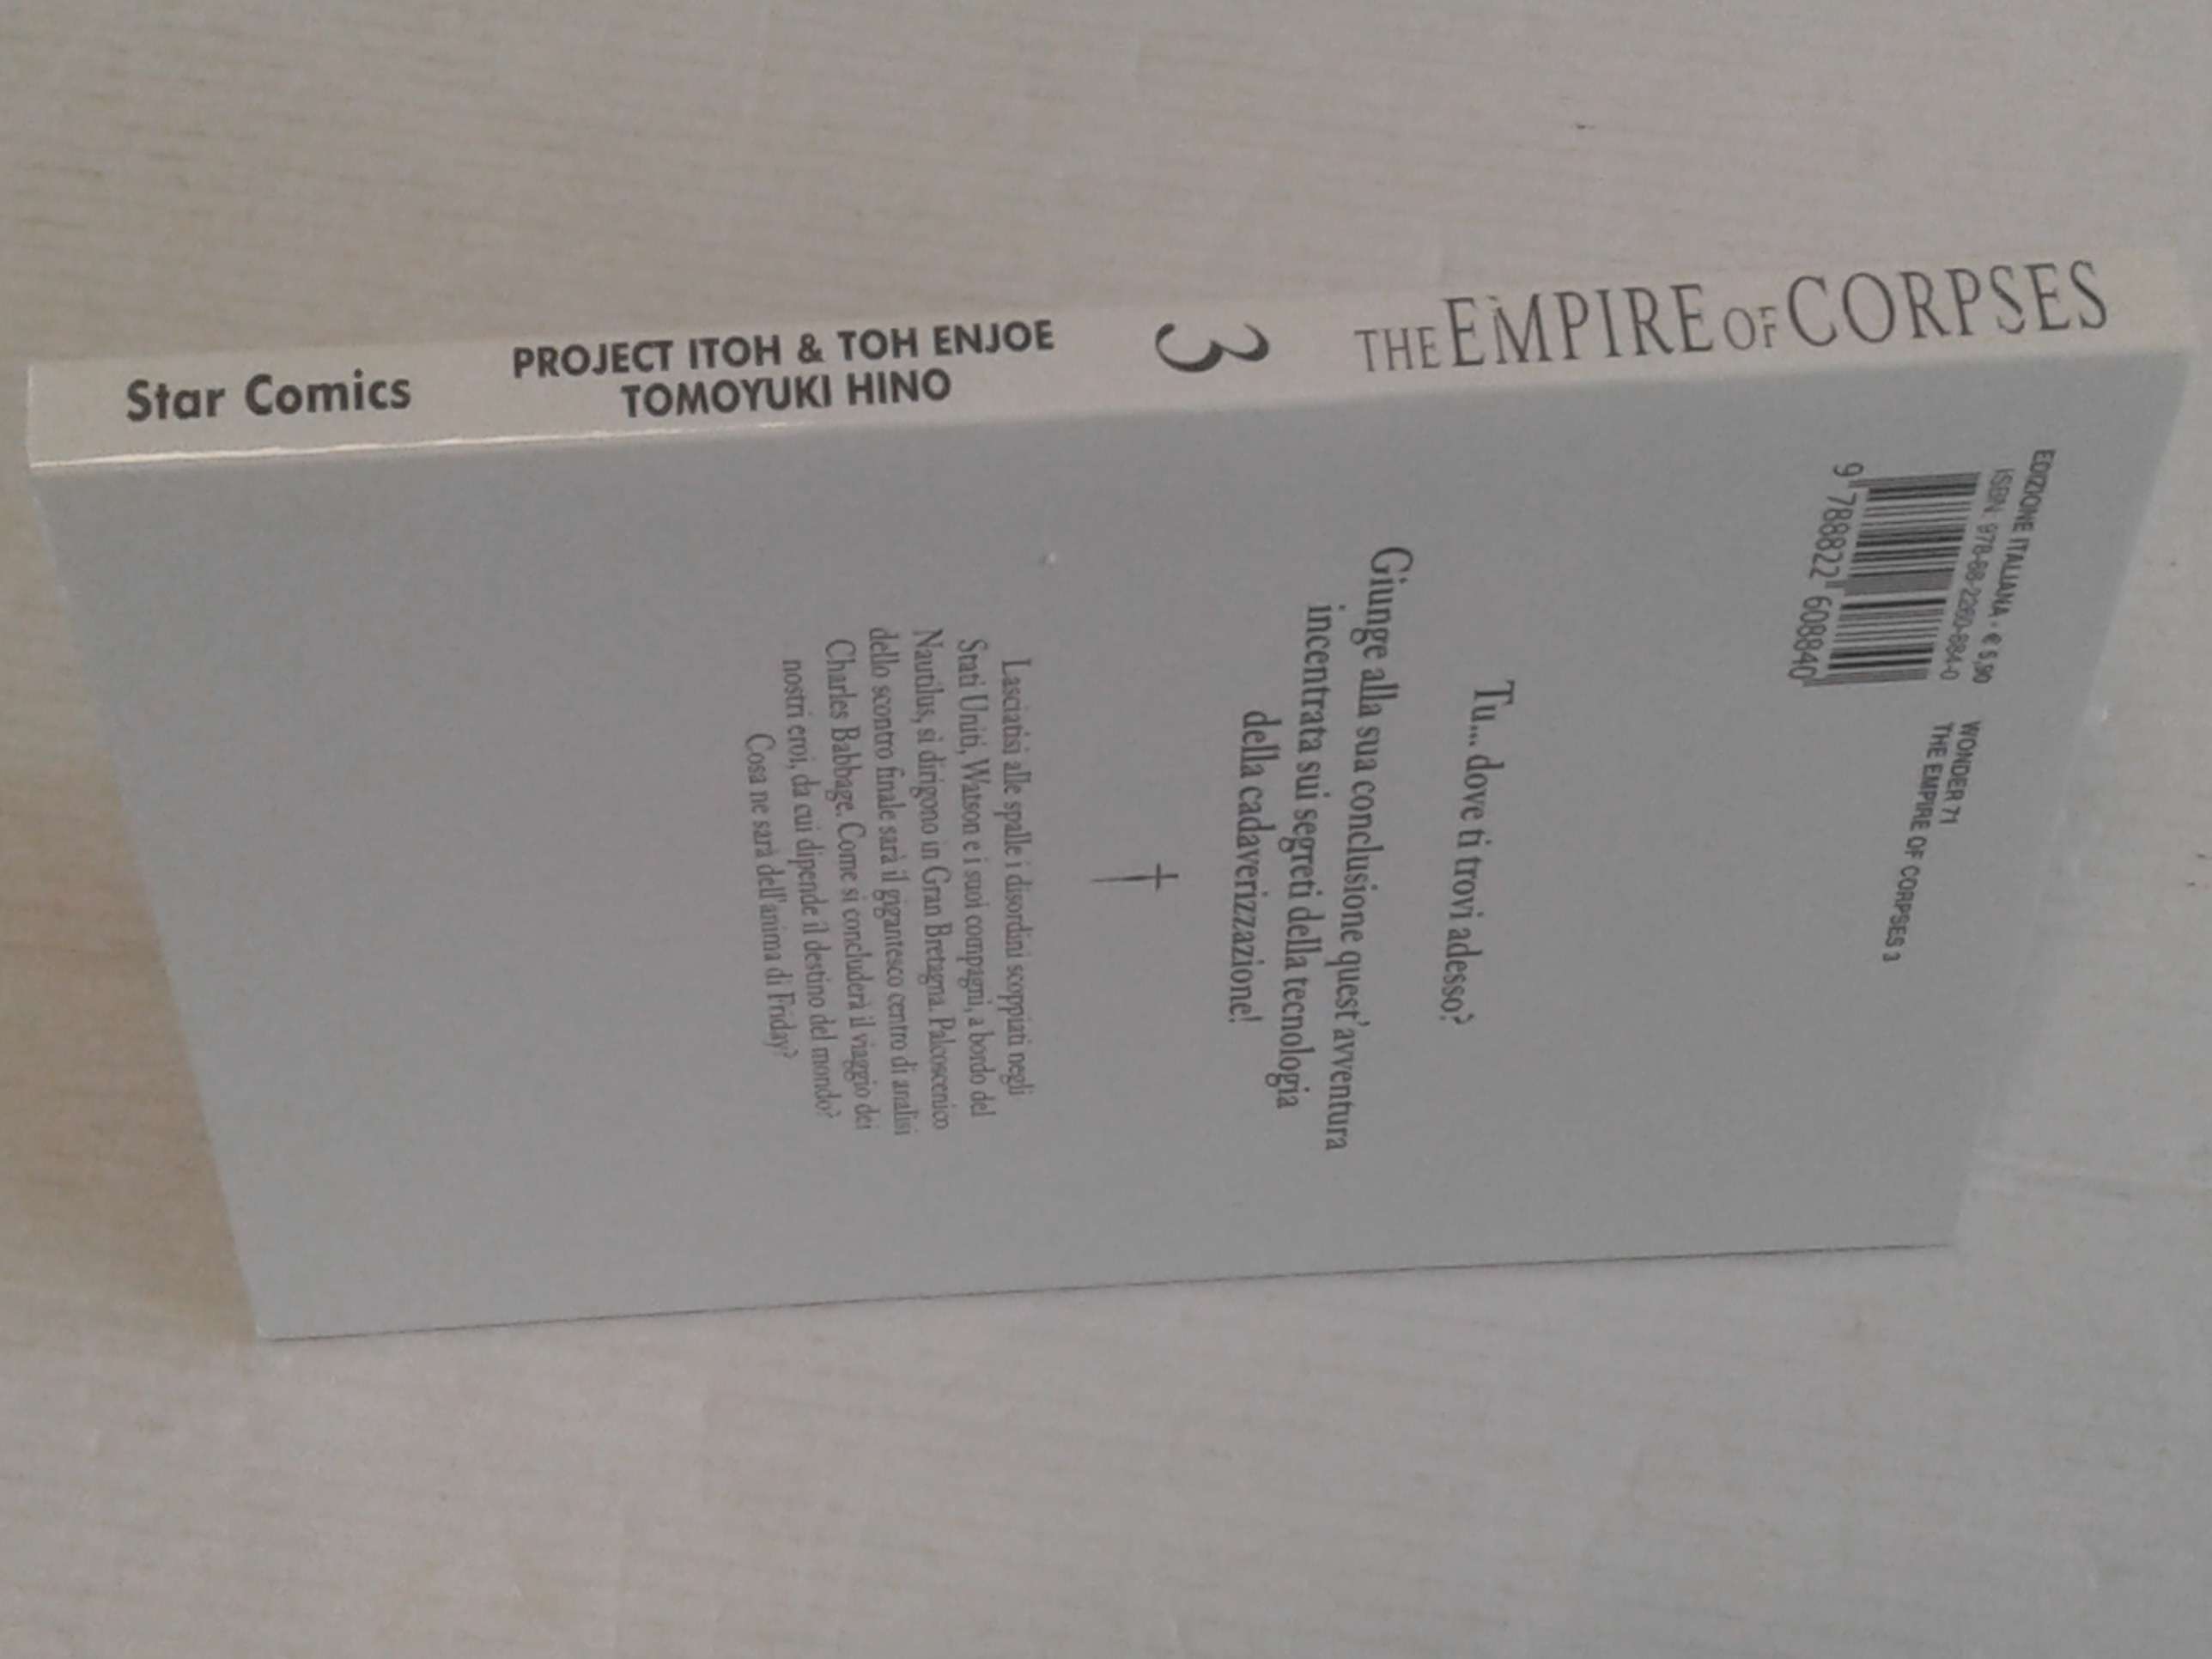 THE EMPIRE OF CORPSES
3
PROJECT ITOH & TOH ENJOE
TOMOYUKI HINO
Star Comics
EDIZIONE ITALIANA · € 5,90
ISBN: 978-88-2260-884-0
9 788822 608840
WONDER 71
THE EMPIRE OF CORPSES 3
Tu... dove ti trovi adesso?
Giunge alla sua conclusione quest'avventura
incentrata sui segreti della tecnologia
della cadaverizzazione!
Lasciatisi alle spalle i disordini scoppiati negli
Stati Uniti, Watson e i suoi compagni, a bordo del
Nautilus, si dirigono in Gran Bretagna. Palcoscenico
dello scontro finale sarà il gigantesco centro di analisi
Charles Babbage. Come si concluderà il viaggio dei
nostri eroi, da cui dipende il destino del mondo?
Cosa ne sarà dell'anima di Friday?